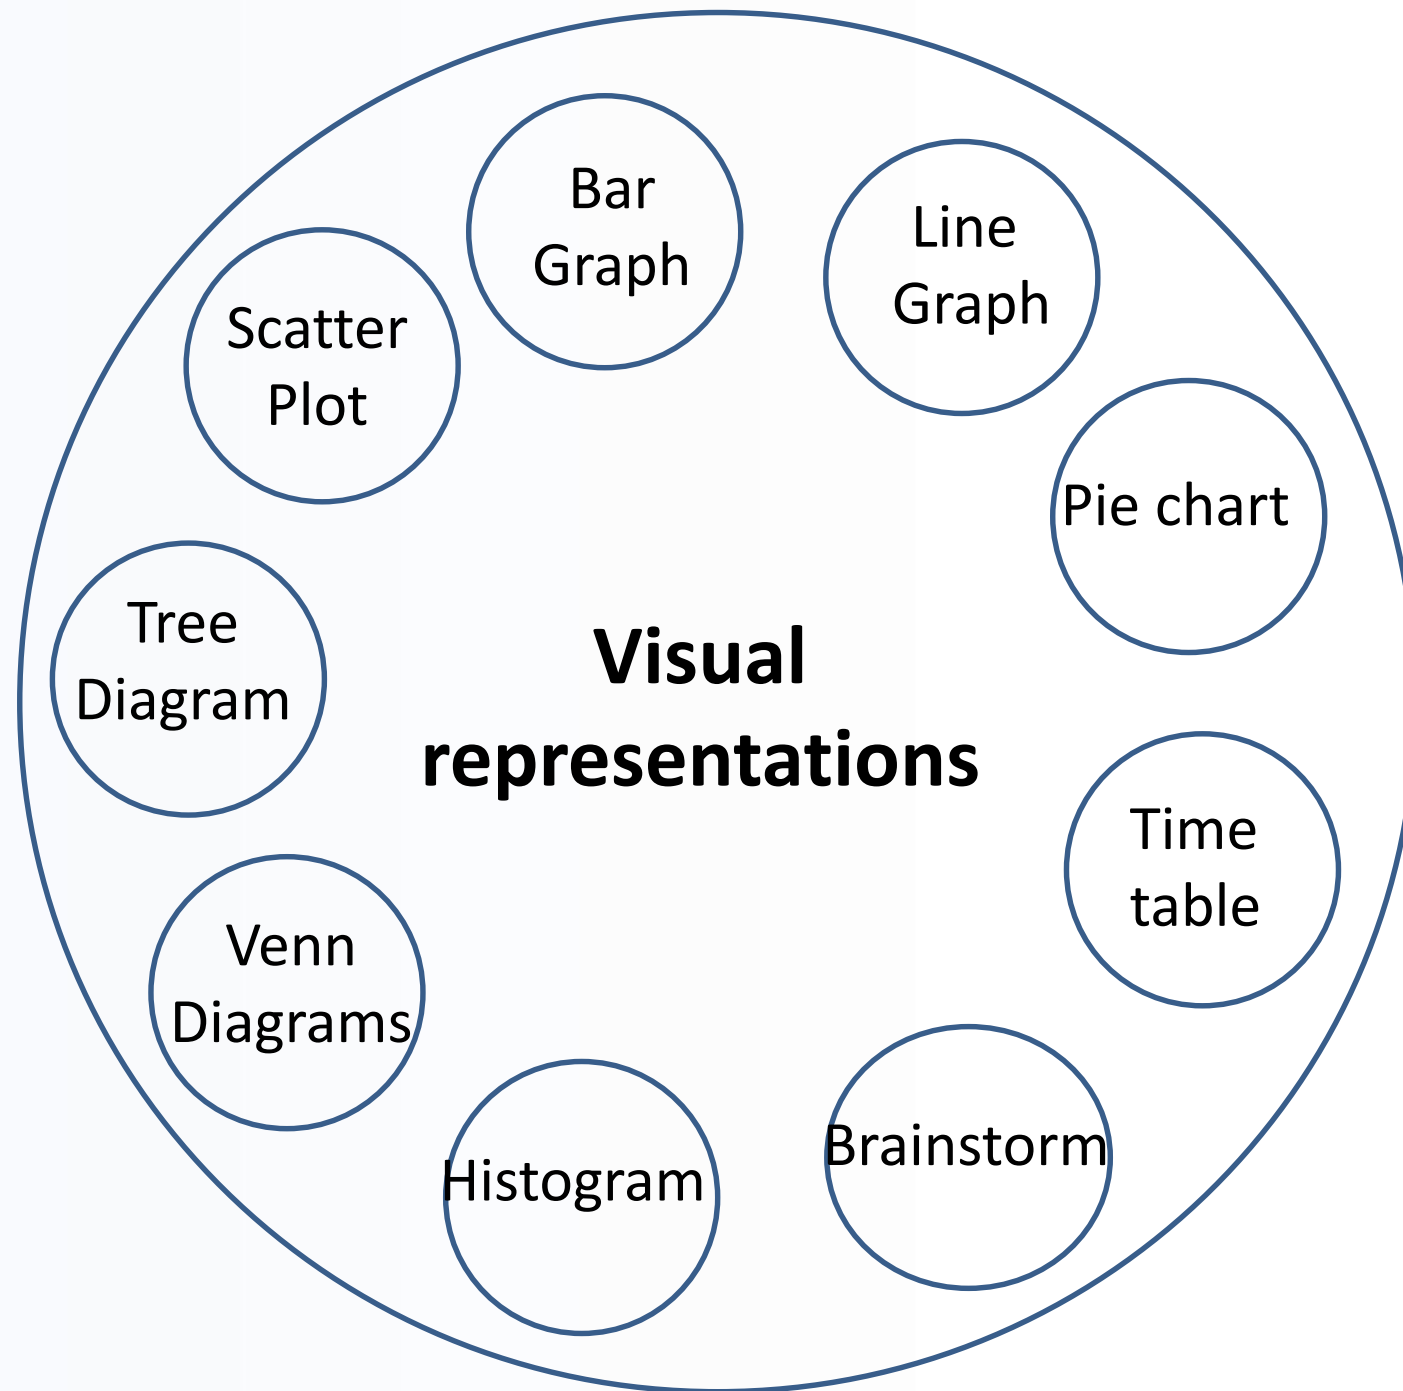 Bar
Graph
Line
Graph
Scatter
Plot
Pie chart
Tree
Diagram
Visual
representations
Time
table
Venn
Diagrams
Brainstorm
Histogram